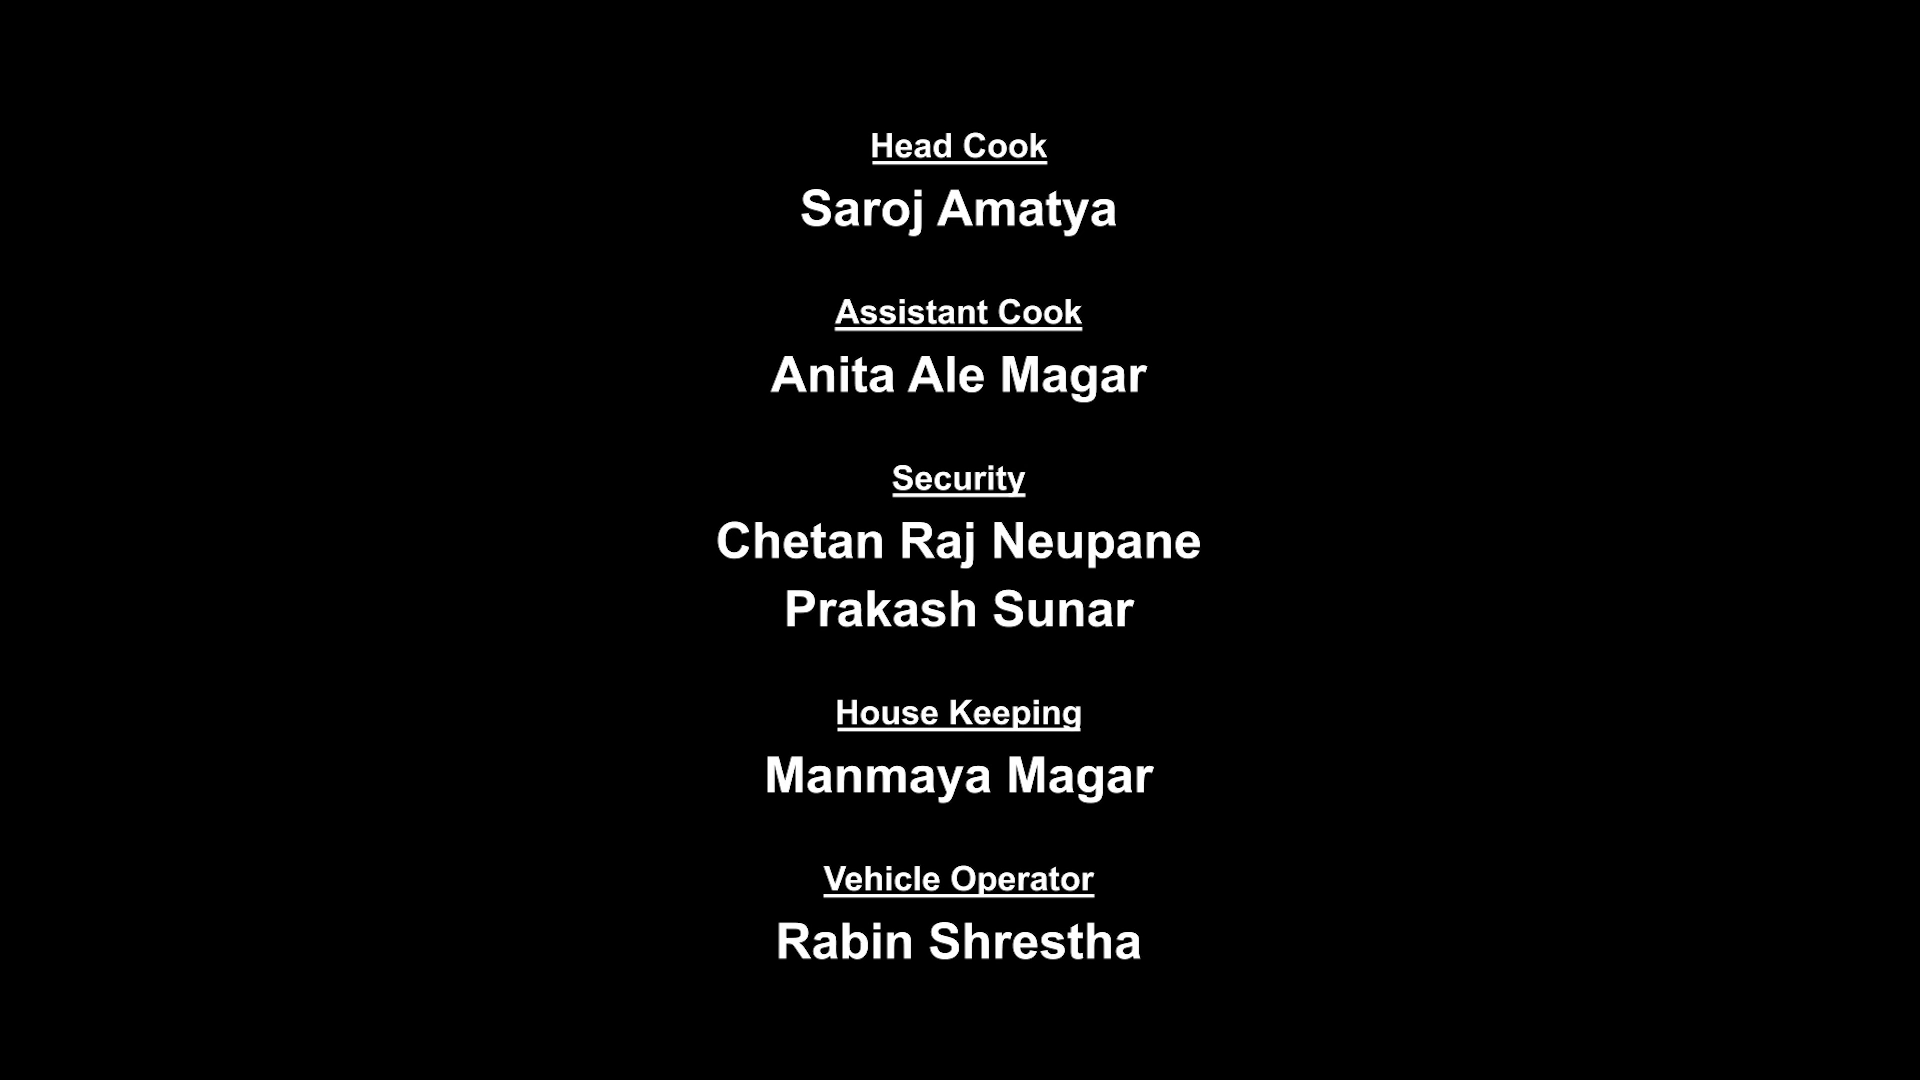 Head Cook
Saroj Amatya
Assistant Cook
Anita Ale Magar
Security
Chetan Raj Neupane
Prakash Sunar
House Keeping
Manmaya Magar
Vehicle Operator
Rabin Shrestha